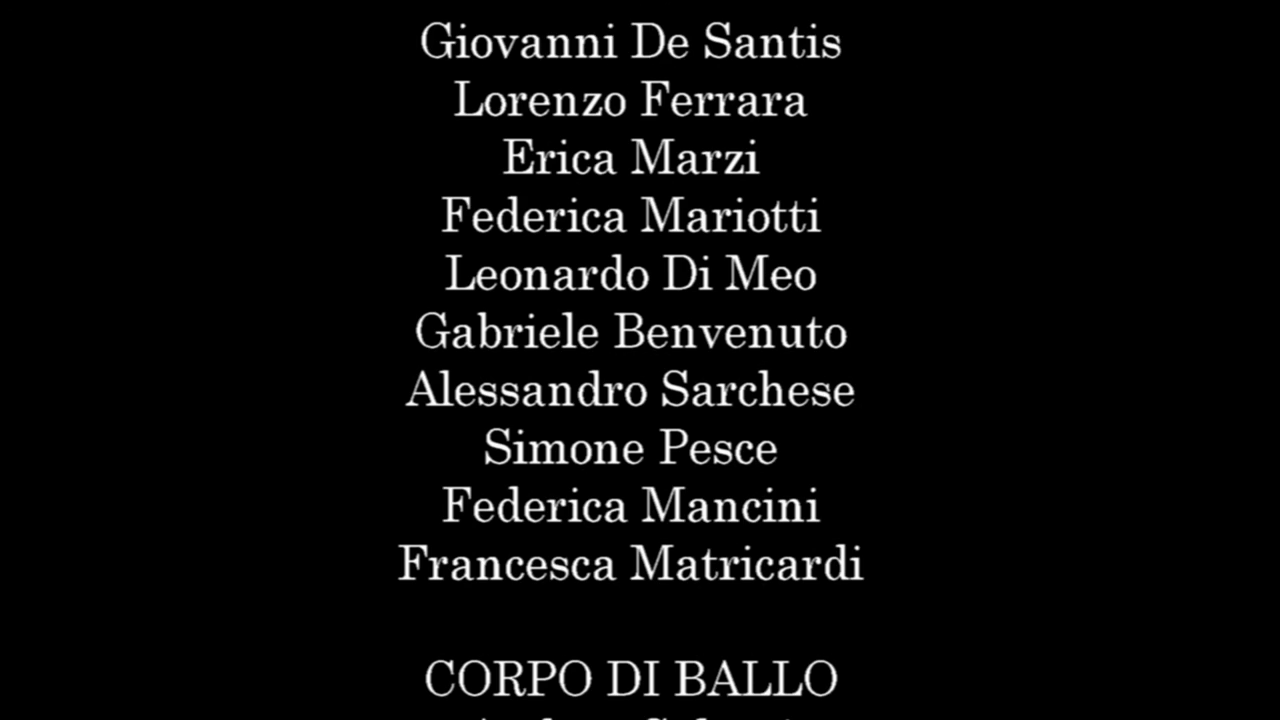 Giovanni De Santis
Lorenzo Ferrara
Erica Marzi
Federica Mariotti
Leonardo Di Meo
Gabriele Benvenuto
Alessandro Sarchese
Simone Pesce
Federica Mancini
Francesca Matricardi
CORPO DI BALLO